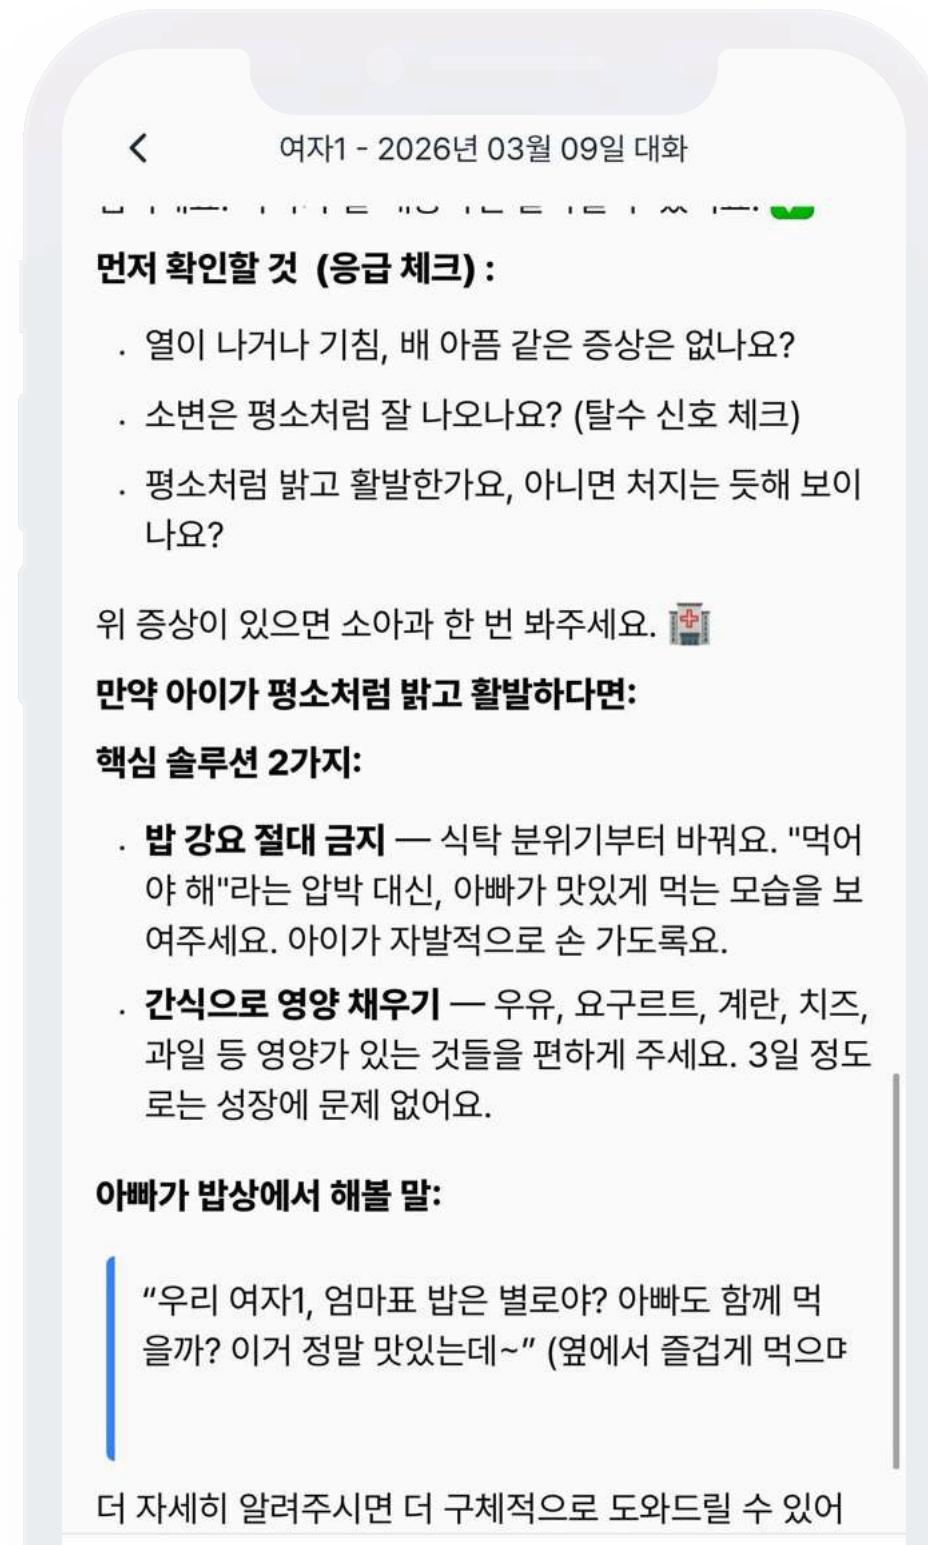 여자1 - 2026년 03월 09일 대화
먼저 확인할 것 (응급 체크) :
. 열이 나거나 기침, 배 아픔 같은 증상은 없나요?
. 소변은 평소처럼 잘 나오나요? (탈수 신호 체크)
. 평소처럼 밝고 활발한가요, 아니면 처지는 듯해 보이
나요?
위 증상이 있으면 소아과 한 번 봐주세요. 🏥
만약 아이가 평소처럼 밝고 활발하다면:
핵심 솔루션 2가지:
. 밥 강요 절대 금지 — 식탁 분위기부터 바꿔요. "먹어
야 해"라는 압박 대신, 아빠가 맛있게 먹는 모습을 보
여주세요. 아이가 자발적으로 손 가도록요.
. 간식으로 영양 채우기 — 우유, 요구르트, 계란, 치즈,
과일 등 영양가 있는 것들을 편하게 주세요. 3일 정도
로는 성장에 문제 없어요.
아빠가 밥상에서 해볼 말:
“우리 여자1, 엄마표 밥은 별로야? 아빠도 함께 먹
을까? 이거 정말 맛있는데~” (옆에서 즐겁게 먹으며
더 자세히 알려주시면 더 구체적으로 도와드릴 수 있어